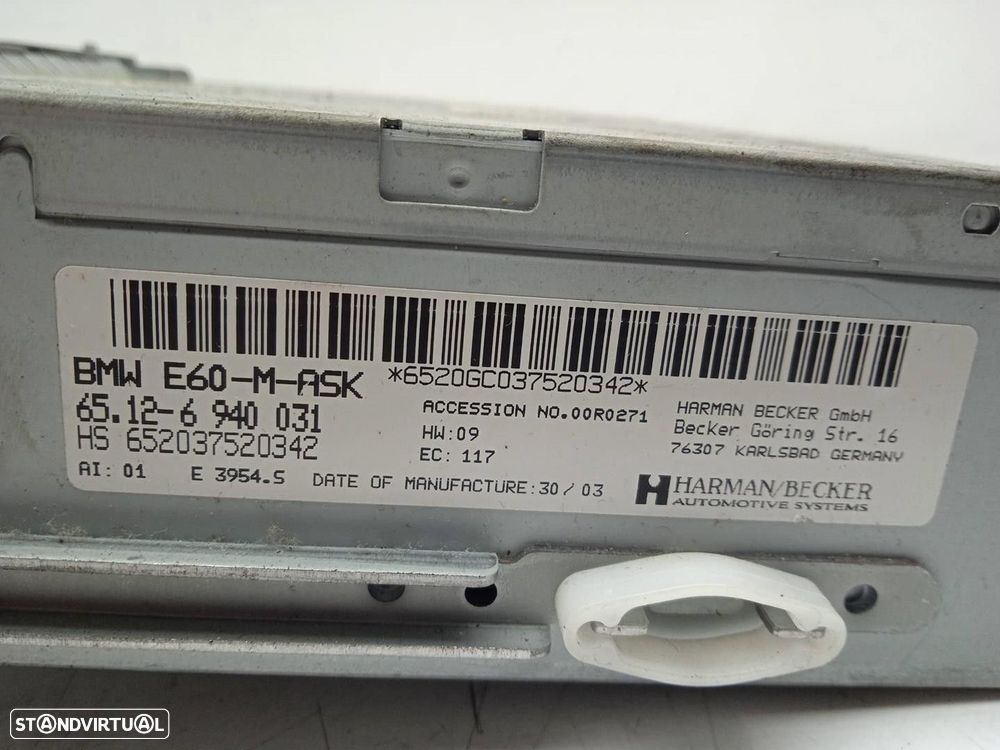 *6520GC037520342*
BMW E60-M-ASK
65.12-6 940 031
HS 652037520342
AI: 01 E 3954.S
ACCESSION NO.00R0271
HW:09
EC: 117
DATE OF MANUFACTURE:30/03
HARMAN BECKER GmbH
Becker Göring Str. 16
76307 KARLSBAD GERMANY
HARMAN/BECKER
AUTOMOTIVE SYSTEMS
STANDVIRTUAL